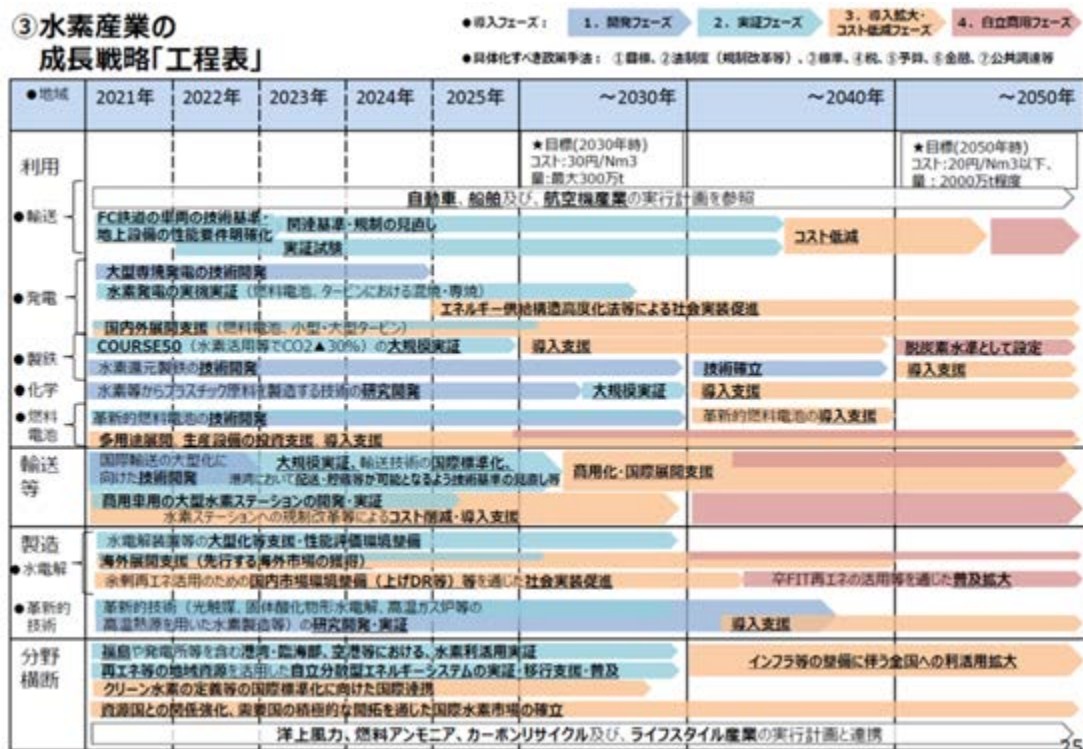 ③水素産業の
成長戦略「工程表」
●導入フェーズ：
1．開発フェーズ
2．実証フェーズ
3．導入拡大・
コスト低減フェーズ
4．自立商用フェーズ
●具体化すべき政策手法：①目標、②法制度（規制改革等）、③標準、④税、⑤予算、⑥金融、⑦公共調達等
●地域
2021年
2022年
2023年
2024年
2025年
～2030年
～2040年
～2050年
★目標(2030年時)
コスト:30円/Nm3
量:最大300万t
★目標(2050年時)
コスト:20円/Nm3以下、
量：2000万t程度
利用
自動車、船舶及び、航空機産業の実行計画を参照
●輸送
FC鉄道の車両の技術基準・
地上設備の性能要件明確化
関連基準・規制の見直し
実証試験
コスト低減
●発電
大型専焼発電の技術開発
水素発電の実機実証（燃料電池、タービンにおける混焼・専焼）
エネルギー供給構造高度化法等による社会実装促進
国内外展開支援（燃料電池、小型・大型タービン）
●製鉄
COURSE50（水素活用等でCO2▲30%）の大規模実証
導入支援
脱炭素水準として設定
水素還元製鉄の技術開発
技術確立
導入支援
●化学
水素等からプラスチック原料を製造する技術の研究開発
大規模実証
導入支援
●燃料
電池
革新的燃料電池の技術開発
革新的燃料電池の導入支援
多用途展開、生産設備の投資支援、導入支援
輸送
等
国際輸送の大型化に
向けた技術開発
大規模実証、輸送技術の国際標準化、
港湾において配送・貯蔵等が可能となるよう技術基準の見直し等
商用化・国際展開支援
商用車用の大型水素ステーションの開発・実証
水素ステーションへの規制改革等によるコスト削減・導入支援
製造
●水電解
水電解装置等の大型化等支援・性能評価環境整備
海外展開支援（先行する海外市場の獲得）
余剰再エネ活用のための国内市場環境整備（上げDR等）等を通じた社会実装促進
卒FIT再エネの活用等を通じた普及拡大
●革新的
技術
革新的技術（光触媒、固体酸化物形水電解、高温ガス炉等の
高温熱源を用いた水素製造等）の研究開発・実証
導入支援
分野
横断
福島や発電所等を含む港湾・臨海部、空港等における、水素利活用実証
再エネ等の地域資源を活用した自立分散型エネルギーシステムの実証・移行支援・普及
インフラ等の整備に伴う全国への利活用拡大
クリーン水素の定義等の国際標準化に向けた国際連携
資源国との関係強化、需要国の積極的な開拓を通じた国際水素市場の確立
洋上風力、燃料アンモニア、カーボンリサイクル及び、ライフスタイル産業の実行計画と連携